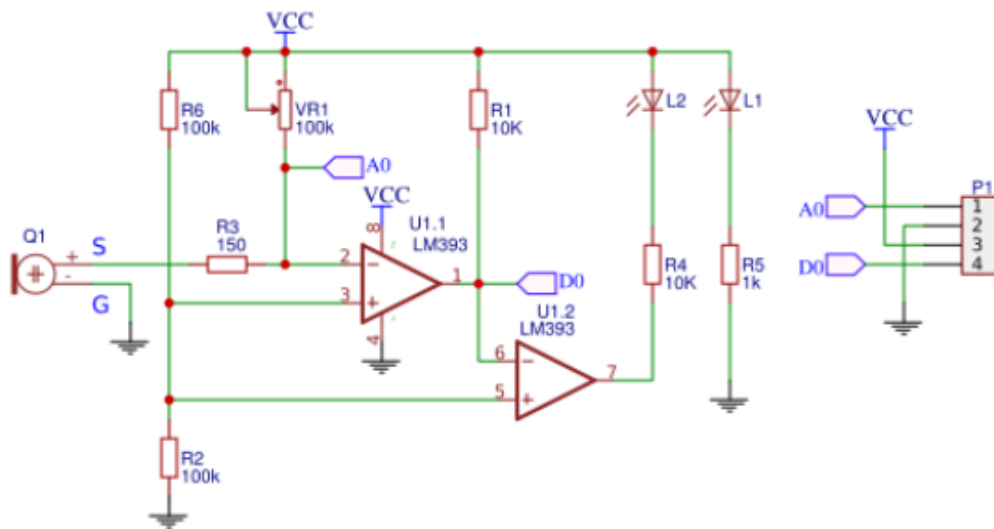 VCC
R6
100k
VR1
100k
R1
10K
L2
L1
A0
VCC
8
U1.1
LM393
Q1
+
-
S
G
R3
150
2
−
3
+
1
4
D0
U1.2
LM393
6
−
5
+
7
R4
10K
R5
1k
R2
100k
VCC
P1
A0
1
2
3
D0
4